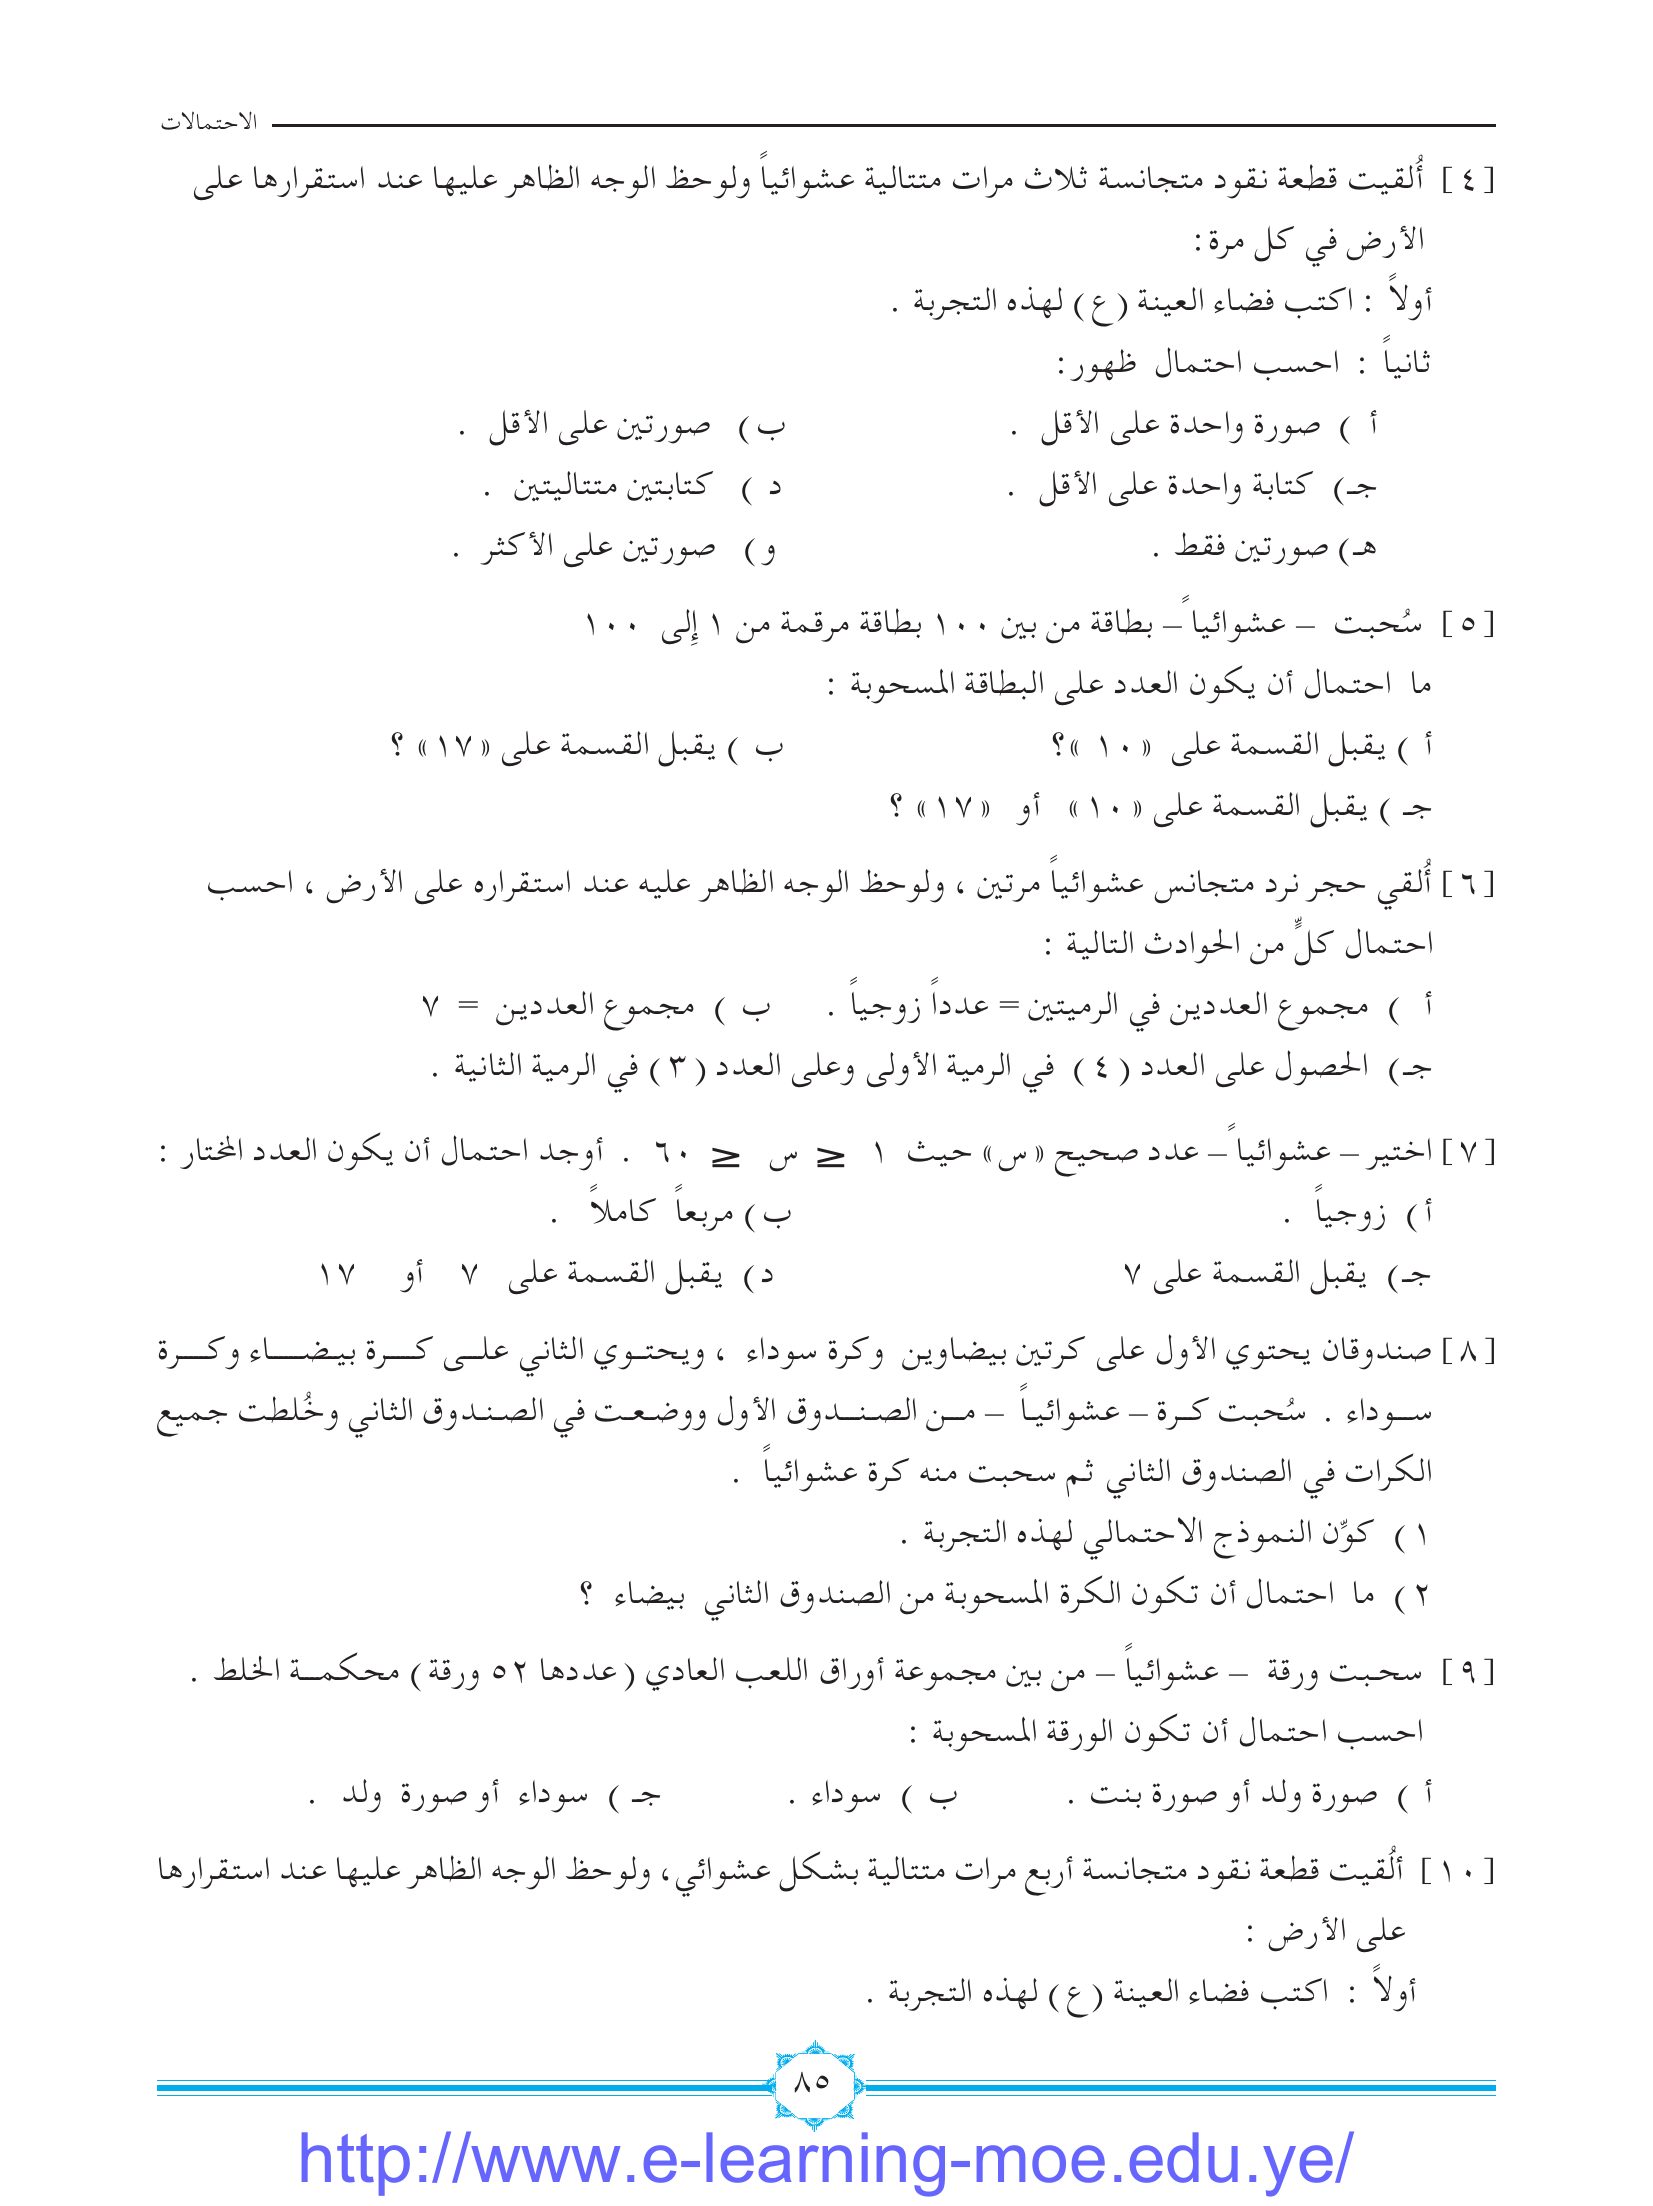 الاحتمالات
[٤] أُلقيت قطعة نقود متجانسة ثلاث مرات متتالية عشوائياً ولوحظ الوجه الظاهر عليها عند استقرارها على
الأرض في كل مرة :
أولاً : اكتب فضاء العينة (ع) لهذه التجربة .
ثانياً : احسب احتمال ظهور :
أ ) صورة واحدة على الأقل . ب) صورتين على الأقل .
جـ) كتابة واحدة على الأقل . د ) كتابتين متتاليتين .
هـ) صورتين فقط . و ) صورتين على الأكثر .
[٥] سُحبت – عشوائياً – بطاقة من بين ١٠٠ بطاقة مرقمة من ١ إلى ١٠٠
ما احتمال أن يكون العدد على البطاقة المسحوبة :
أ ) يقبل القسمة على «١٠»؟ ب ) يقبل القسمة على «١٧» ؟
جـ ) يقبل القسمة على «١٠» أو «١٧» ؟
[٦] أُلقي حجر نرد متجانس عشوائياً مرتين ، ولوحظ الوجه الظاهر عليه عند استقراره على الأرض ، احسب
احتمال كلٍّ من الحوادث التالية :
أ ) مجموع العددين في الرميتين = عدداً زوجياً . ب ) مجموع العددين = ٧
جـ) الحصول على العدد (٤) في الرمية الأولى وعلى العدد (٣) في الرمية الثانية .
[٧] اختير – عشوائياً – عدد صحيح «س» حيث ١ ≤ س ≤ ٦٠ . أوجد احتمال أن يكون العدد المختار :
أ ) زوجياً . ب) مربعاً كاملاً .
جـ) يقبل القسمة على ٧ د) يقبل القسمة على ٧ أو ١٧
[٨] صندوقان يحتوي الأول على كرتين بيضاوين وكرة سوداء ، ويحتوي الثاني على كرة بيضاء وكرة
سوداء . سُحبت كرة – عشوائياً – من الصندوق الأول ووضعت في الصندوق الثاني وخُلطت جميع
الكرات في الصندوق الثاني ثم سحبت منه كرة عشوائياً .
١ ) كوِّن النموذج الاحتمالي لهذه التجربة .
٢ ) ما احتمال أن تكون الكرة المسحوبة من الصندوق الثاني بيضاء ؟
[٩] سحبت ورقة – عشوائياً – من بين مجموعة أوراق اللعب العادي (عددها ٥٢ ورقة) محكمة الخلط .
احسب احتمال أن تكون الورقة المسحوبة :
أ ) صورة ولد أو صورة بنت . ب ) سوداء . جـ ) سوداء أو صورة ولد .
[١٠] أُلقيت قطعة نقود متجانسة أربع مرات متتالية بشكل عشوائي، ولوحظ الوجه الظاهر عليها عند استقرارها
على الأرض :
أولاً : اكتب فضاء العينة (ع) لهذه التجربة .
٨٥
http://www.e-learning-moe.edu.ye/